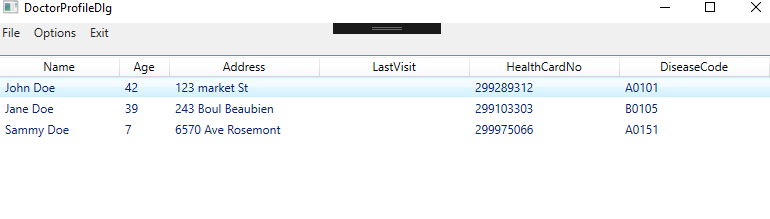 DoctorProfileDlg
File Options Exit
Name Age Address LastVisit HealthCardNo DiseaseCode
John Doe 42 123 market St 299289312 A0101
Jane Doe 39 243 Boul Beaubien 299103303 B0105
Sammy Doe 7 6570 Ave Rosemont 299975066 A0151